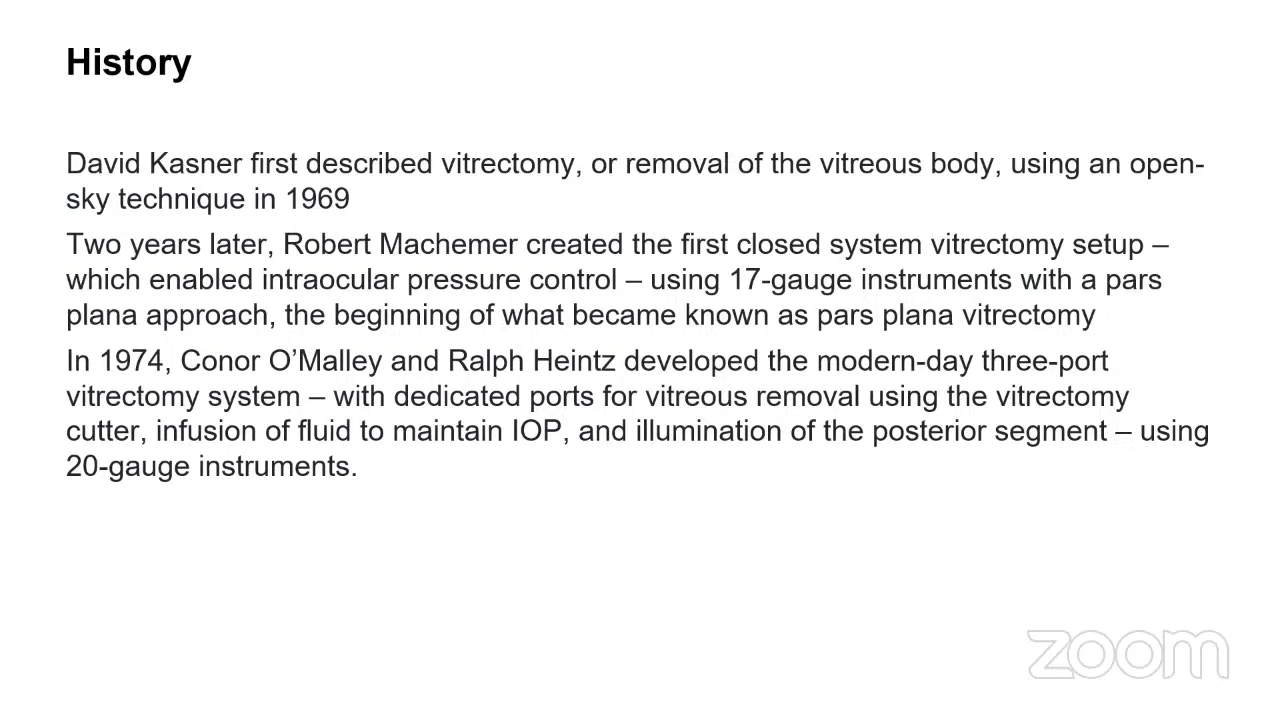 History
David Kasner first described vitrectomy, or removal of the vitreous body, using an open-
sky technique in 1969
Two years later, Robert Machemer created the first closed system vitrectomy setup –
which enabled intraocular pressure control – using 17-gauge instruments with a pars
plana approach, the beginning of what became known as pars plana vitrectomy
In 1974, Conor O’Malley and Ralph Heintz developed the modern-day three-port
vitrectomy system – with dedicated ports for vitreous removal using the vitrectomy
cutter, infusion of fluid to maintain IOP, and illumination of the posterior segment – using
20-gauge instruments.
zoom